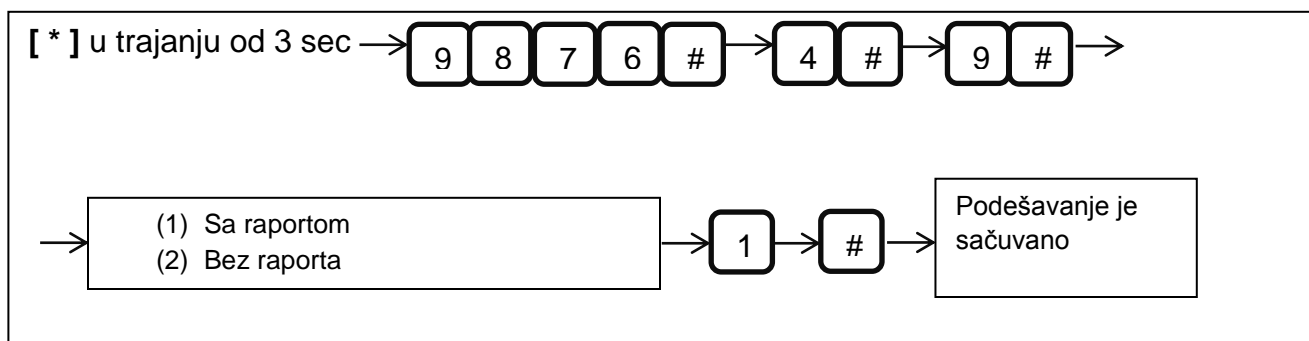 [ * ] u trajanju od 3 sec 9 8 7 6 # 4 # 9 #
(1) Sa raportom
(2) Bez raporta
1 #
Podešavanje je
sačuvano